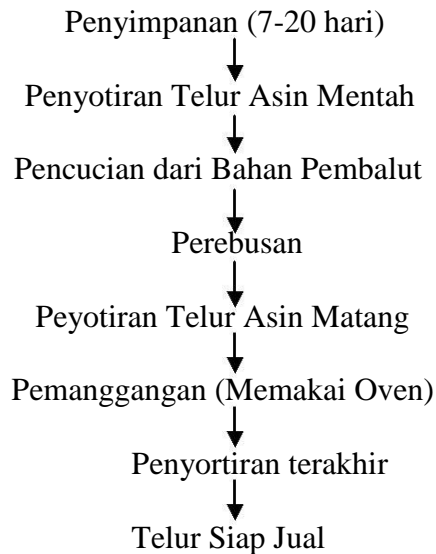 Penyimpanan (7-20 hari)
Penyotiran Telur Asin Mentah
Pencucian dari Bahan Pembalut
Perebusan
Peyotiran Telur Asin Matang
Pemanggangan (Memakai Oven)
Penyortiran terakhir
Telur Siap Jual